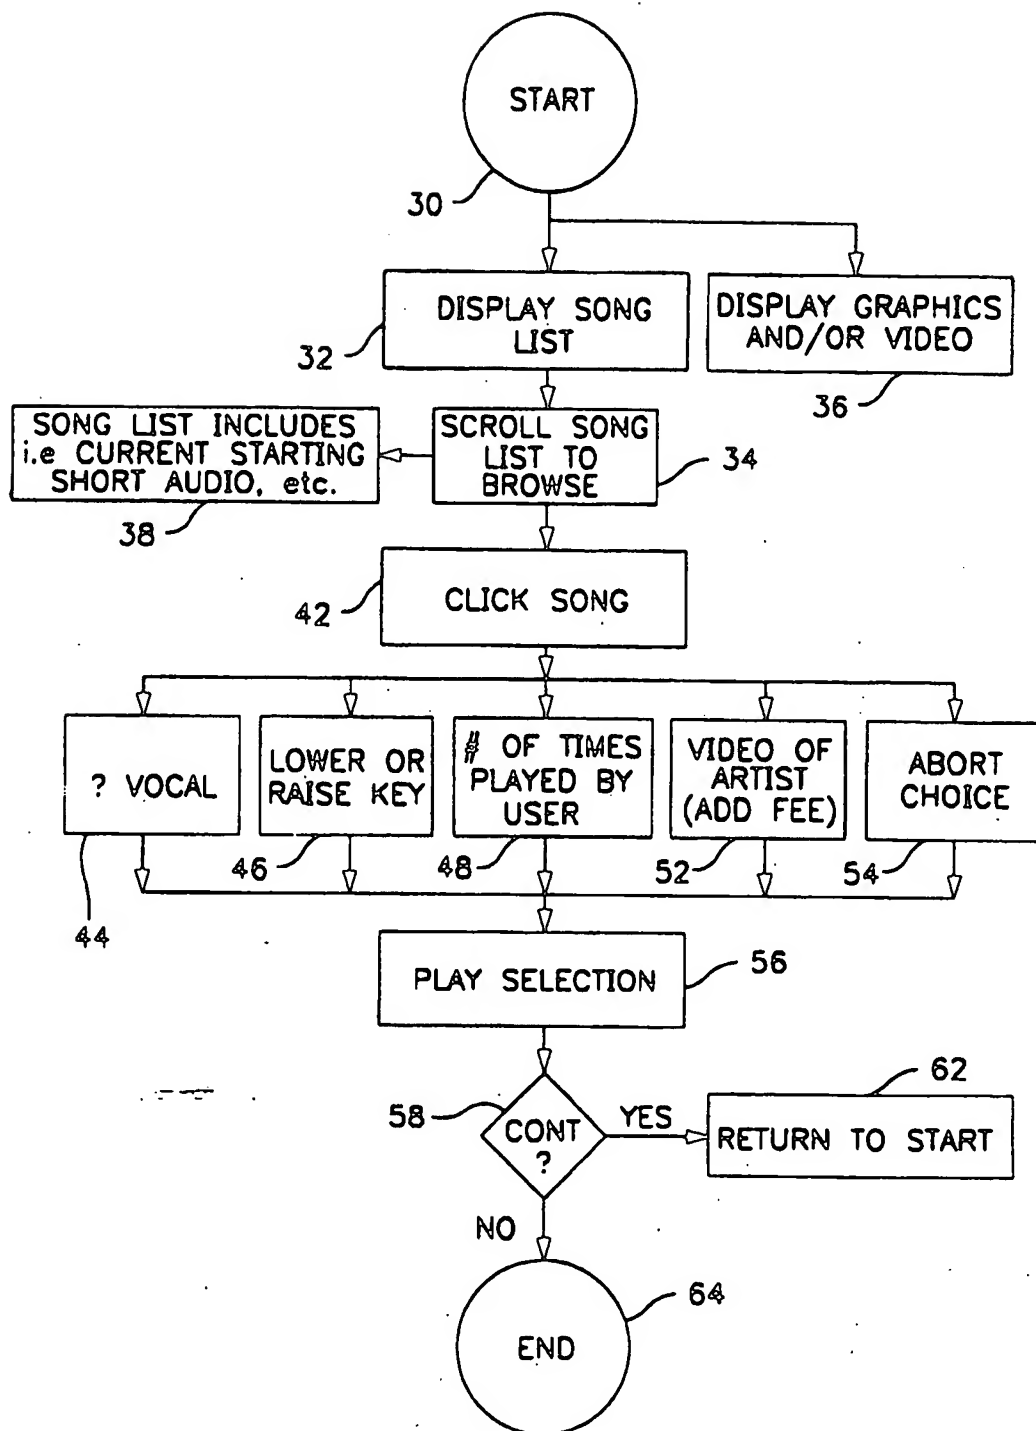 START
30
DISPLAY SONG
LIST
32
DISPLAY GRAPHICS
AND/OR VIDEO
36
SONG LIST INCLUDES
i.e CURRENT STARTING
SHORT AUDIO, etc.
38
SCROLL SONG
LIST TO
BROWSE
34
CLICK SONG
42
? VOCAL
44
LOWER OR
RAISE KEY
46
# OF TIMES
PLAYED BY
USER
48
VIDEO OF
ARTIST
(ADD FEE)
52
ABORT
CHOICE
54
PLAY SELECTION
56
58
CONT
?
YES
62
RETURN TO START
NO
64
END